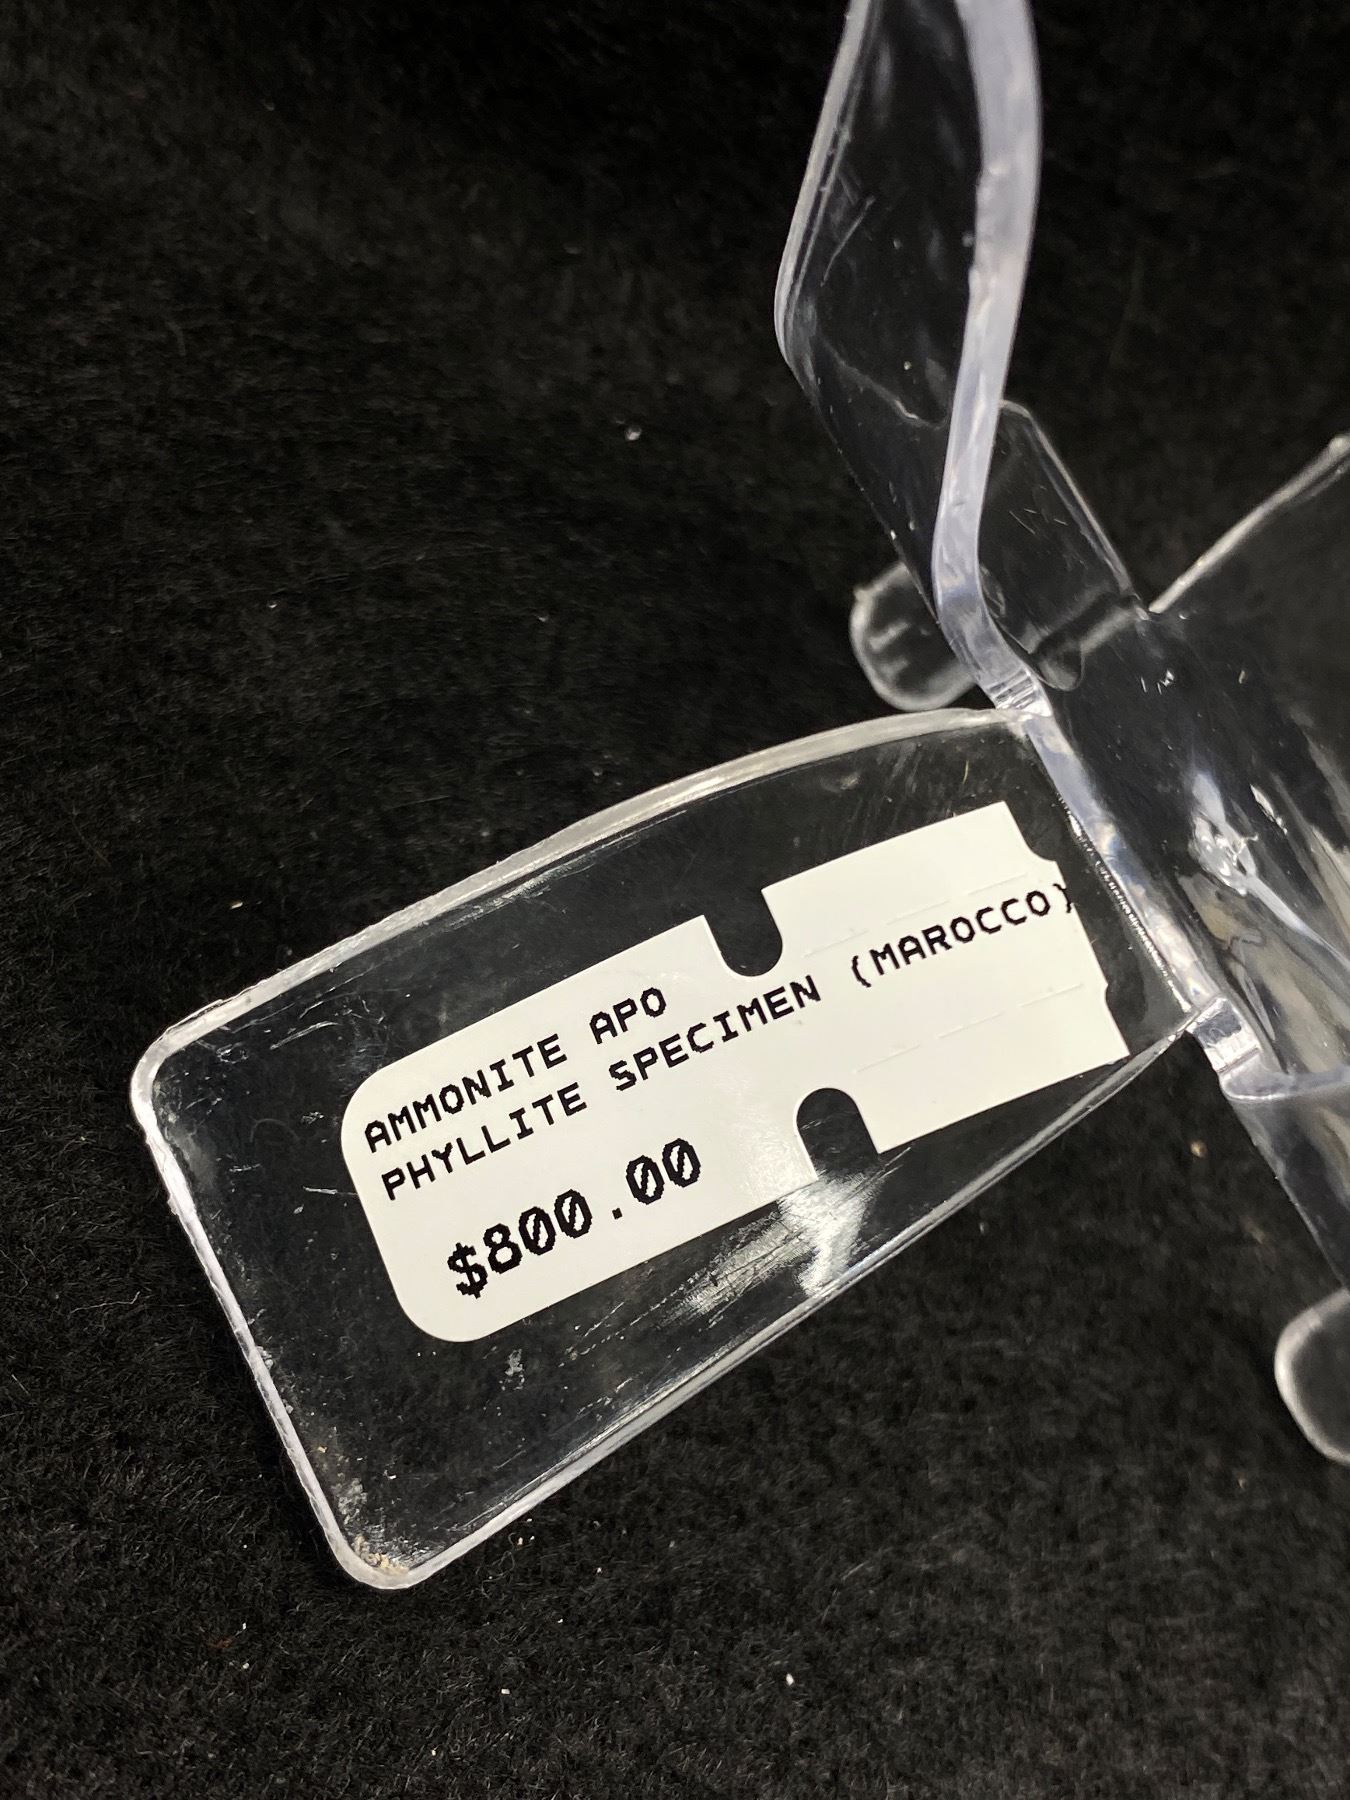 AMMONITE APO
PHYLLITE SPECIMEN (MAROCCO)
$800.00